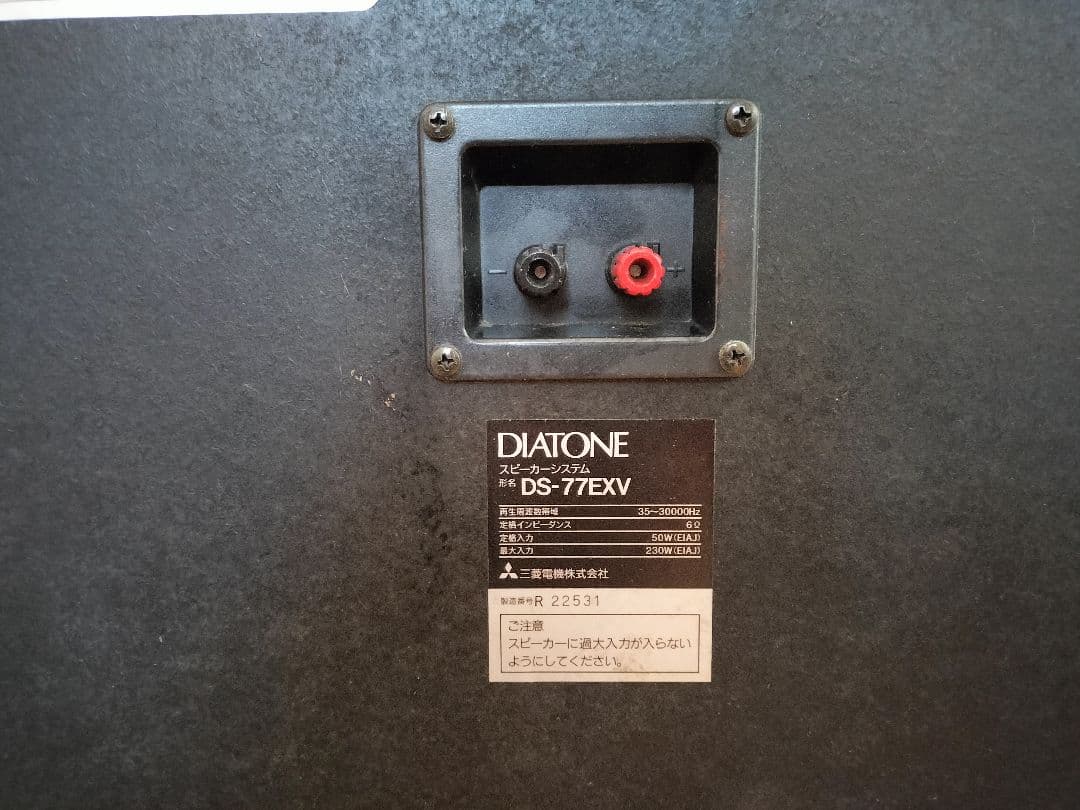 − +
DIATONE
スピーカーシステム
形名 DS-77EXV
再生周波数帯域 35〜30000Hz
定格インピーダンス 6Ω
定格入力 50W(EIAJ)
最大入力 230W(EIAJ)
三菱電機株式会社
製造番号 R 22531
ご注意
スピーカーに過大入力が入らない
ようにしてください。